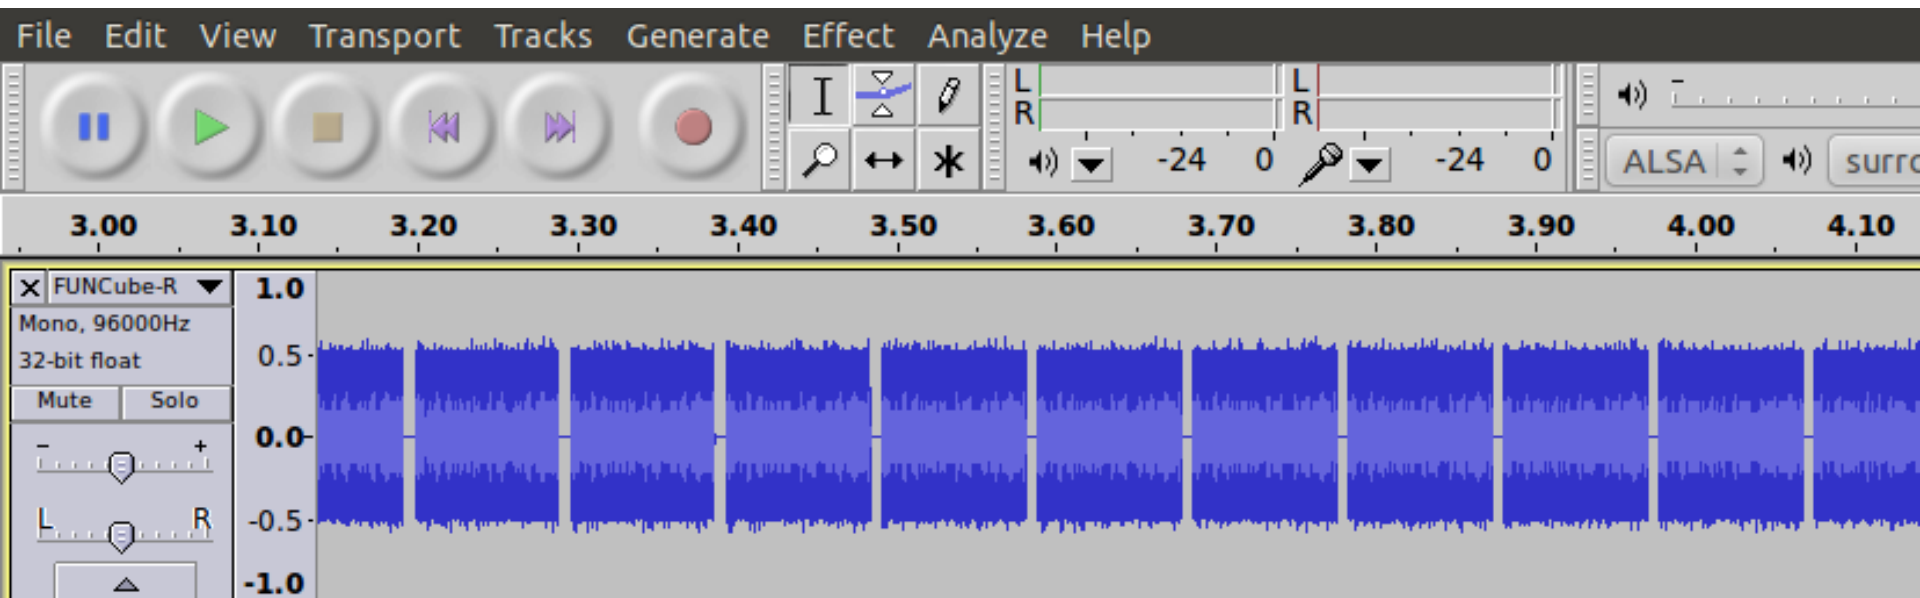 File Edit View Transport Tracks Generate Effect Analyze Help
L
R
-24 0
L
R
-24 0
ALSA
surro
3.00 3.10 3.20 3.30 3.40 3.50 3.60 3.70 3.80 3.90 4.00 4.10
X FUNCube-R
Mono, 96000Hz
32-bit float
Mute Solo
- +
L R
1.0
0.5
0.0
-0.5
-1.0